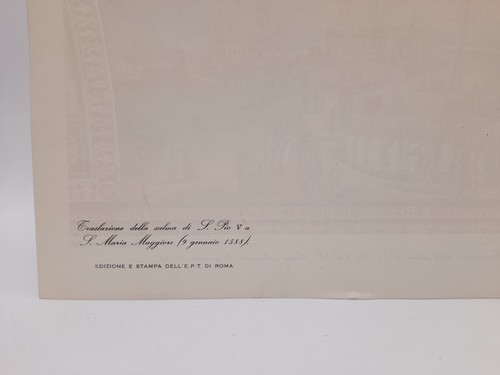 Traslazione della salma di S. Pio V a
S. Maria Maggiore (9 gennaio 1588).
EDIZIONE E STAMPA DELL'E.P.T. DI ROMA